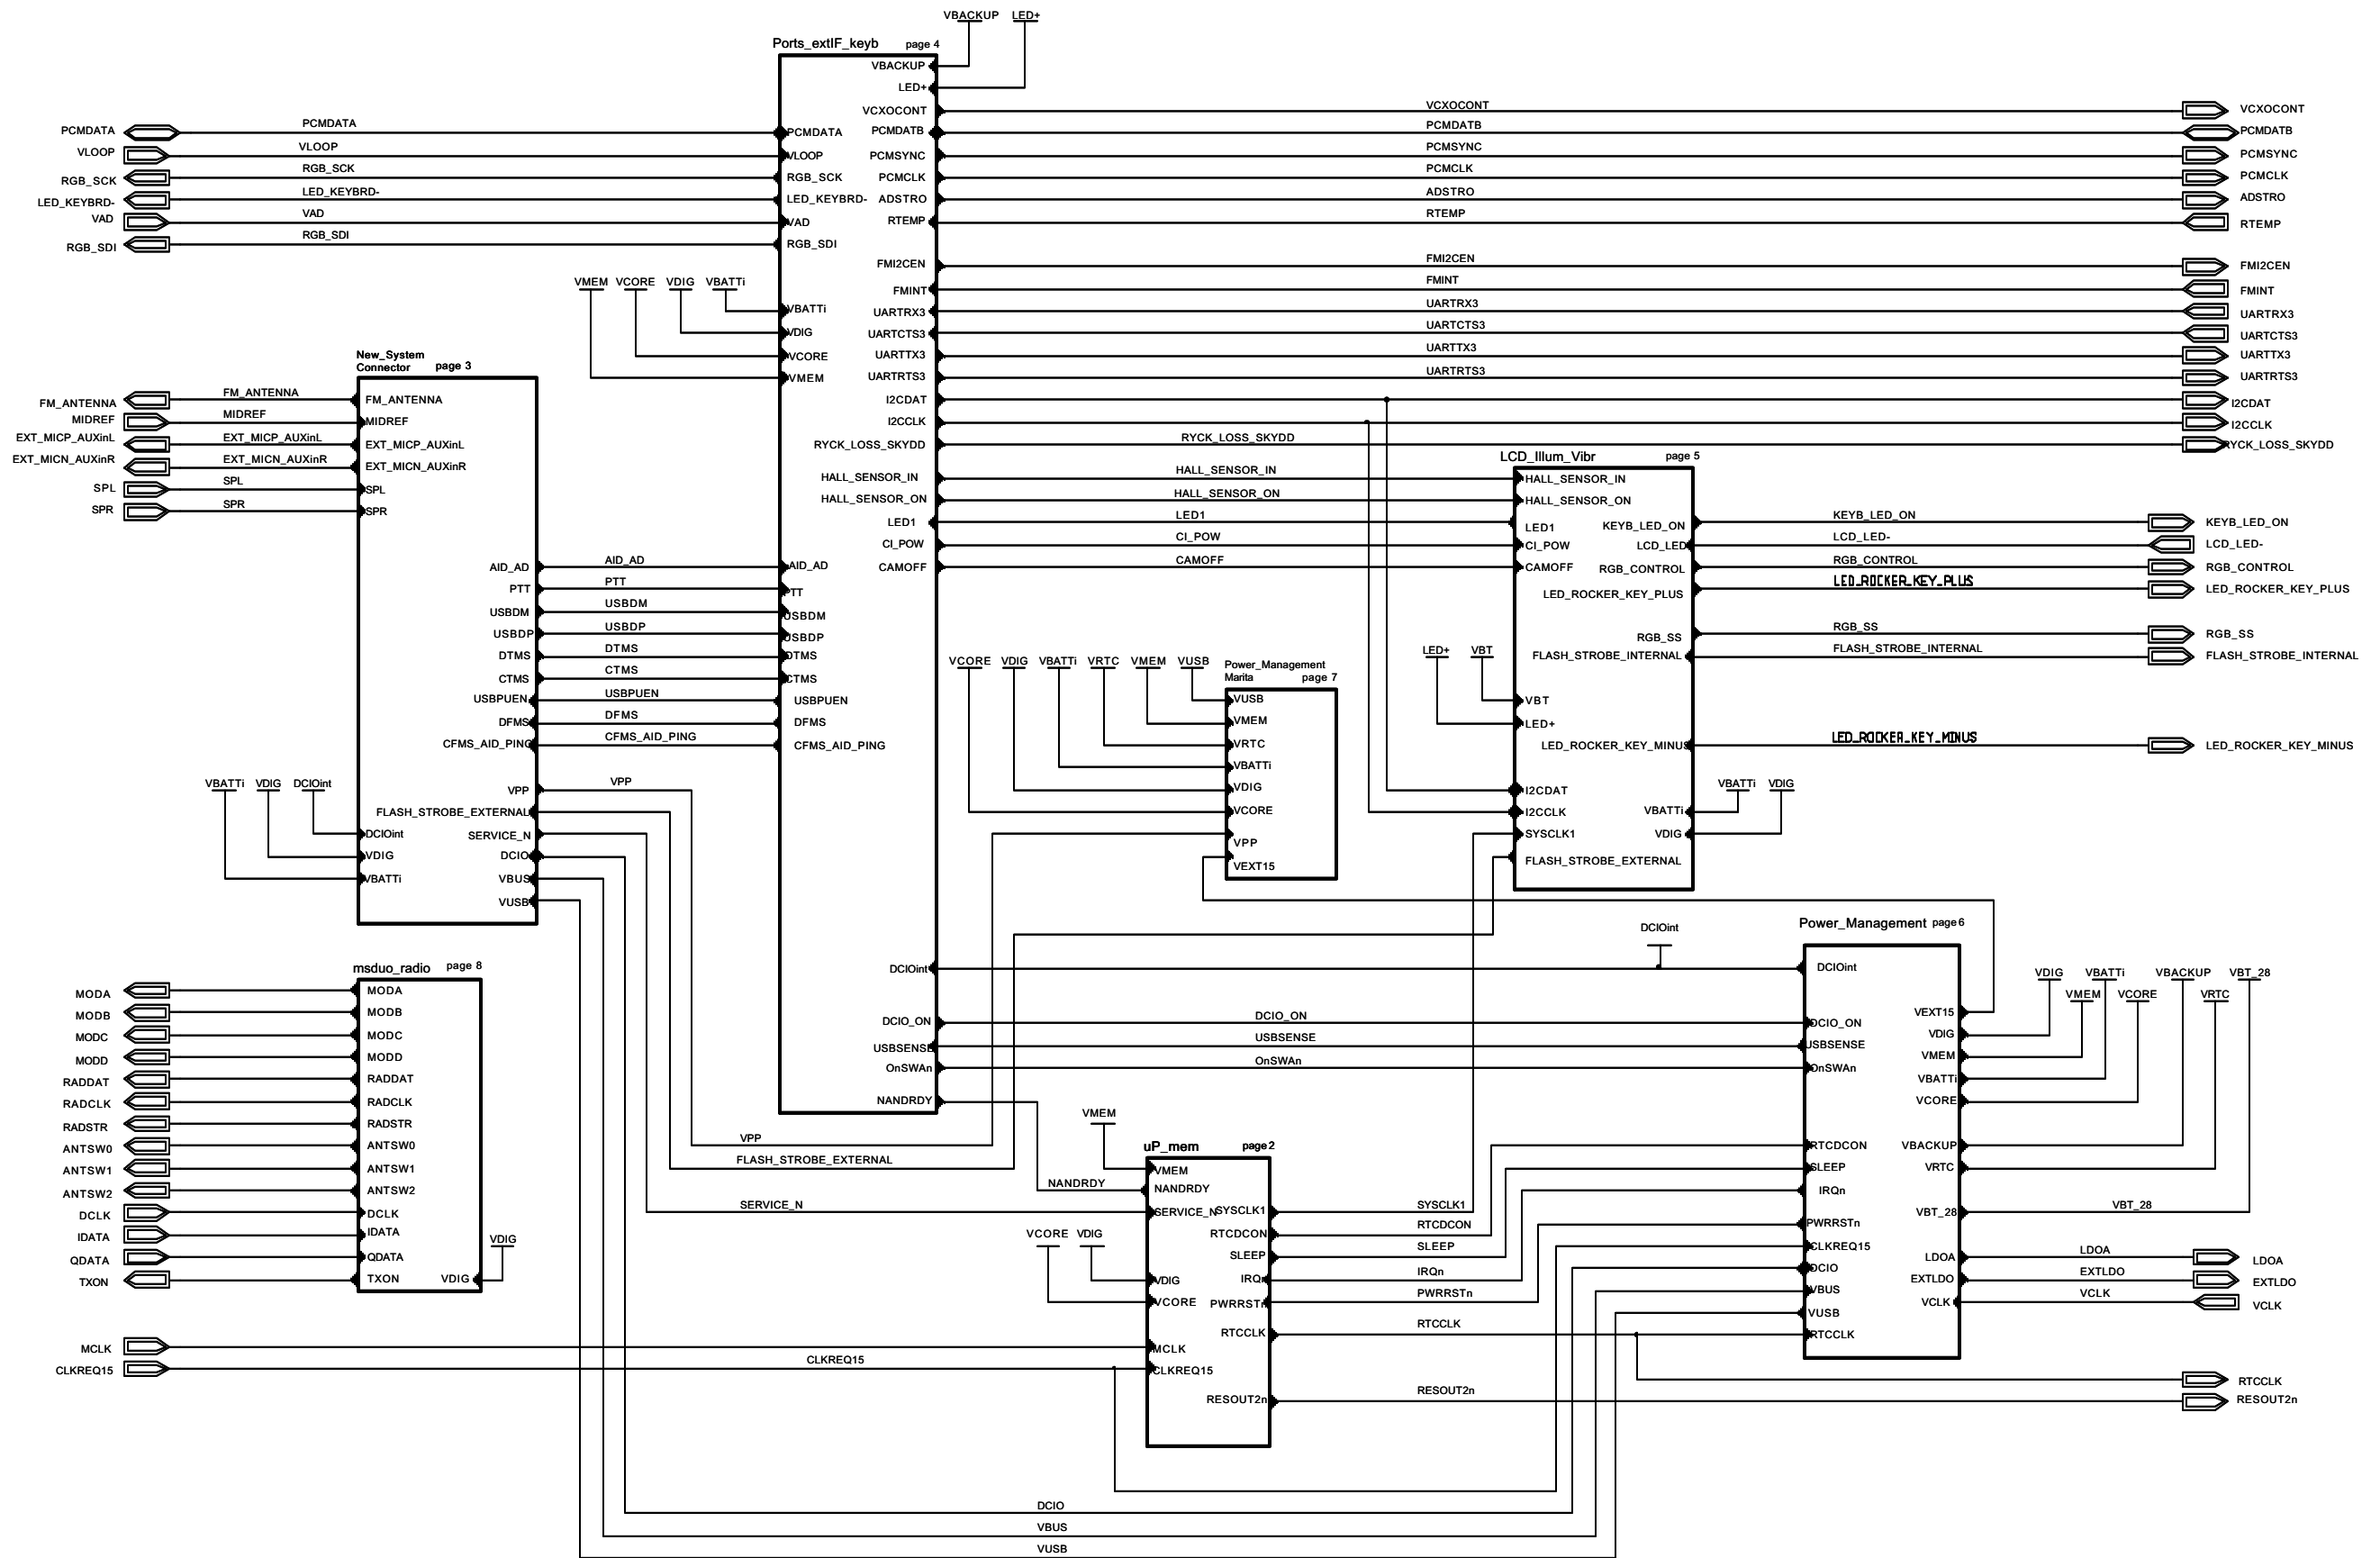 VBACKUP LED+
Ports_extIF_keyb page 4
VBACKUP
LED+
VCXOCONT VCXOCONT VCXOCONT
PCMDATA PCMDATA PCMDATA PCMDATB PCMDATB PCMDATB
VLOOP VLOOP VLOOP PCMSYNC PCMSYNC PCMSYNC
RGB_SCK RGB_SCK RGB_SCK PCMCLK PCMCLK PCMCLK
LED_KEYBRD- LED_KEYBRD- LED_KEYBRD- ADSTRO ADSTRO ADSTRO
VAD VAD VAD RTEMP RTEMP RTEMP
RGB_SDI RGB_SDI RGB_SDI
FMI2CEN FMI2CEN FMI2CEN
VMEM VCORE VDIG VBATTi FMINT FMINT FMINT
VBATTi UARTRX3 UARTRX3 UARTRX3
VDIG UARTCTS3 UARTCTS3 UARTCTS3
VCORE UARTTX3 UARTTX3 UARTTX3
VMEM UARTRTS3 UARTRTS3 UARTRTS3
New_System
Connector page 3
FM_ANTENNA FM_ANTENNA FM_ANTENNA I2CDAT I2CDAT
MIDREF MIDREF MIDREF I2CCLK I2CCLK
EXT_MICP_AUXinL EXT_MICP_AUXinL EXT_MICP_AUXinL RYCK_LOSS_SKYDD RYCK_LOSS_SKYDD RYCK_LOSS_SKYDD
EXT_MICN_AUXinR EXT_MICN_AUXinR EXT_MICN_AUXinR
LCD_Illum_Vibr page 5
SPL SPL SPL HALL_SENSOR_IN HALL_SENSOR_IN HALL_SENSOR_IN
SPR SPR SPR HALL_SENSOR_ON HALL_SENSOR_ON HALL_SENSOR_ON
LED1 LED1 LED1 KEYB_LED_ON KEYB_LED_ON KEYB_LED_ON
CI_POW CI_POW CI_POW LCD_LED LCD_LED- LCD_LED-
AID_AD AID_AD AID_AD CAMOFF CAMOFF CAMOFF RGB_CONTROL RGB_CONTROL RGB_CONTROL
PTT PTT PTT LED_ROCKER_KEY_PLUS LED_ROCKER_KEY_PLUS LED_ROCKER_KEY_PLUS
USBDM USBDM USBDM
USBDP USBDP USBDP RGB_SS RGB_SS RGB_SS
DTMS DTMS DTMS FLASH_STROBE_INTERNAL FLASH_STROBE_INTERNAL FLASH_STROBE_INTERNAL
VCORE VDIG VBATTi VRTC VMEM VUSB LED+ VBT
Power_Management
Marita page 7
CTMS CTMS CTMS
USBPUEN USBPUEN USBPUEN VUSB VBT
DFMS DFMS DFMS VMEM LED+
CFMS_AID_PING CFMS_AID_PING CFMS_AID_PING VRTC LED_ROCKER_KEY_MINUS LED_ROCKER_KEY_MINUS LED_ROCKER_KEY_MINUS
VBATTi
VBATTi VDIG DCIOint VPP VPP VDIG I2CDAT VBATTi VDIG
FLASH_STROBE_EXTERNAL VCORE I2CCLK VBATTi
DCIOint SERVICE_N VPP SYSCLK1 VDIG
VDIG DCIO VEXT15 FLASH_STROBE_EXTERNAL
VBATTi VBUS
VUSB
Power_Management page 6
DCIOint
msduo_radio page 8
DCIOint DCIOint
VDIG VBATTi VBACKUP VBT_28
VMEM VCORE VRTC
MODA MODA
MODB MODB VEXT15
MODC MODC DCIO_ON DCIO_ON DCIO_ON VDIG
MODD MODD USBSENSE USBSENSE USBSENSE VMEM
RADDAT RADDAT OnSWAn OnSWAn OnSWAn VBATTi
RADCLK RADCLK NANDRDY VCORE
RADSTR RADSTR VMEM
ANTSW0 ANTSW0 VPP RTCDCON VBACKUP
uP_mem page 2
ANTSW1 ANTSW1 FLASH_STROBE_EXTERNAL VMEM SLEEP VRTC
ANTSW2 ANTSW2 NANDRDY NANDRDY IRQn
DCLK DCLK SERVICE_N SERVICE_N SYSCLK1 SYSCLK1 VBT_28 VBT_28
IDATA IDATA VCORE VDIG RTCDCON RTCDCON PWRRSTn
QDATA QDATA VDIG SLEEP SLEEP CLKREQ15 LDOA LDOA LDOA
TXON TXON VDIG VDIG IRQn IRQn DCIO EXTLDO EXTLDO EXTLDO
VCORE PWRRSTn PWRRSTn VBUS VCLK VCLK VCLK
VUSB
RTCCLK RTCCLK RTCCLK
MCLK MCLK
CLKREQ15 CLKREQ15 CLKREQ15
RTCCLK
RESOUT2n RESOUT2n RESOUT2n
DCIO
VBUS
VUSB